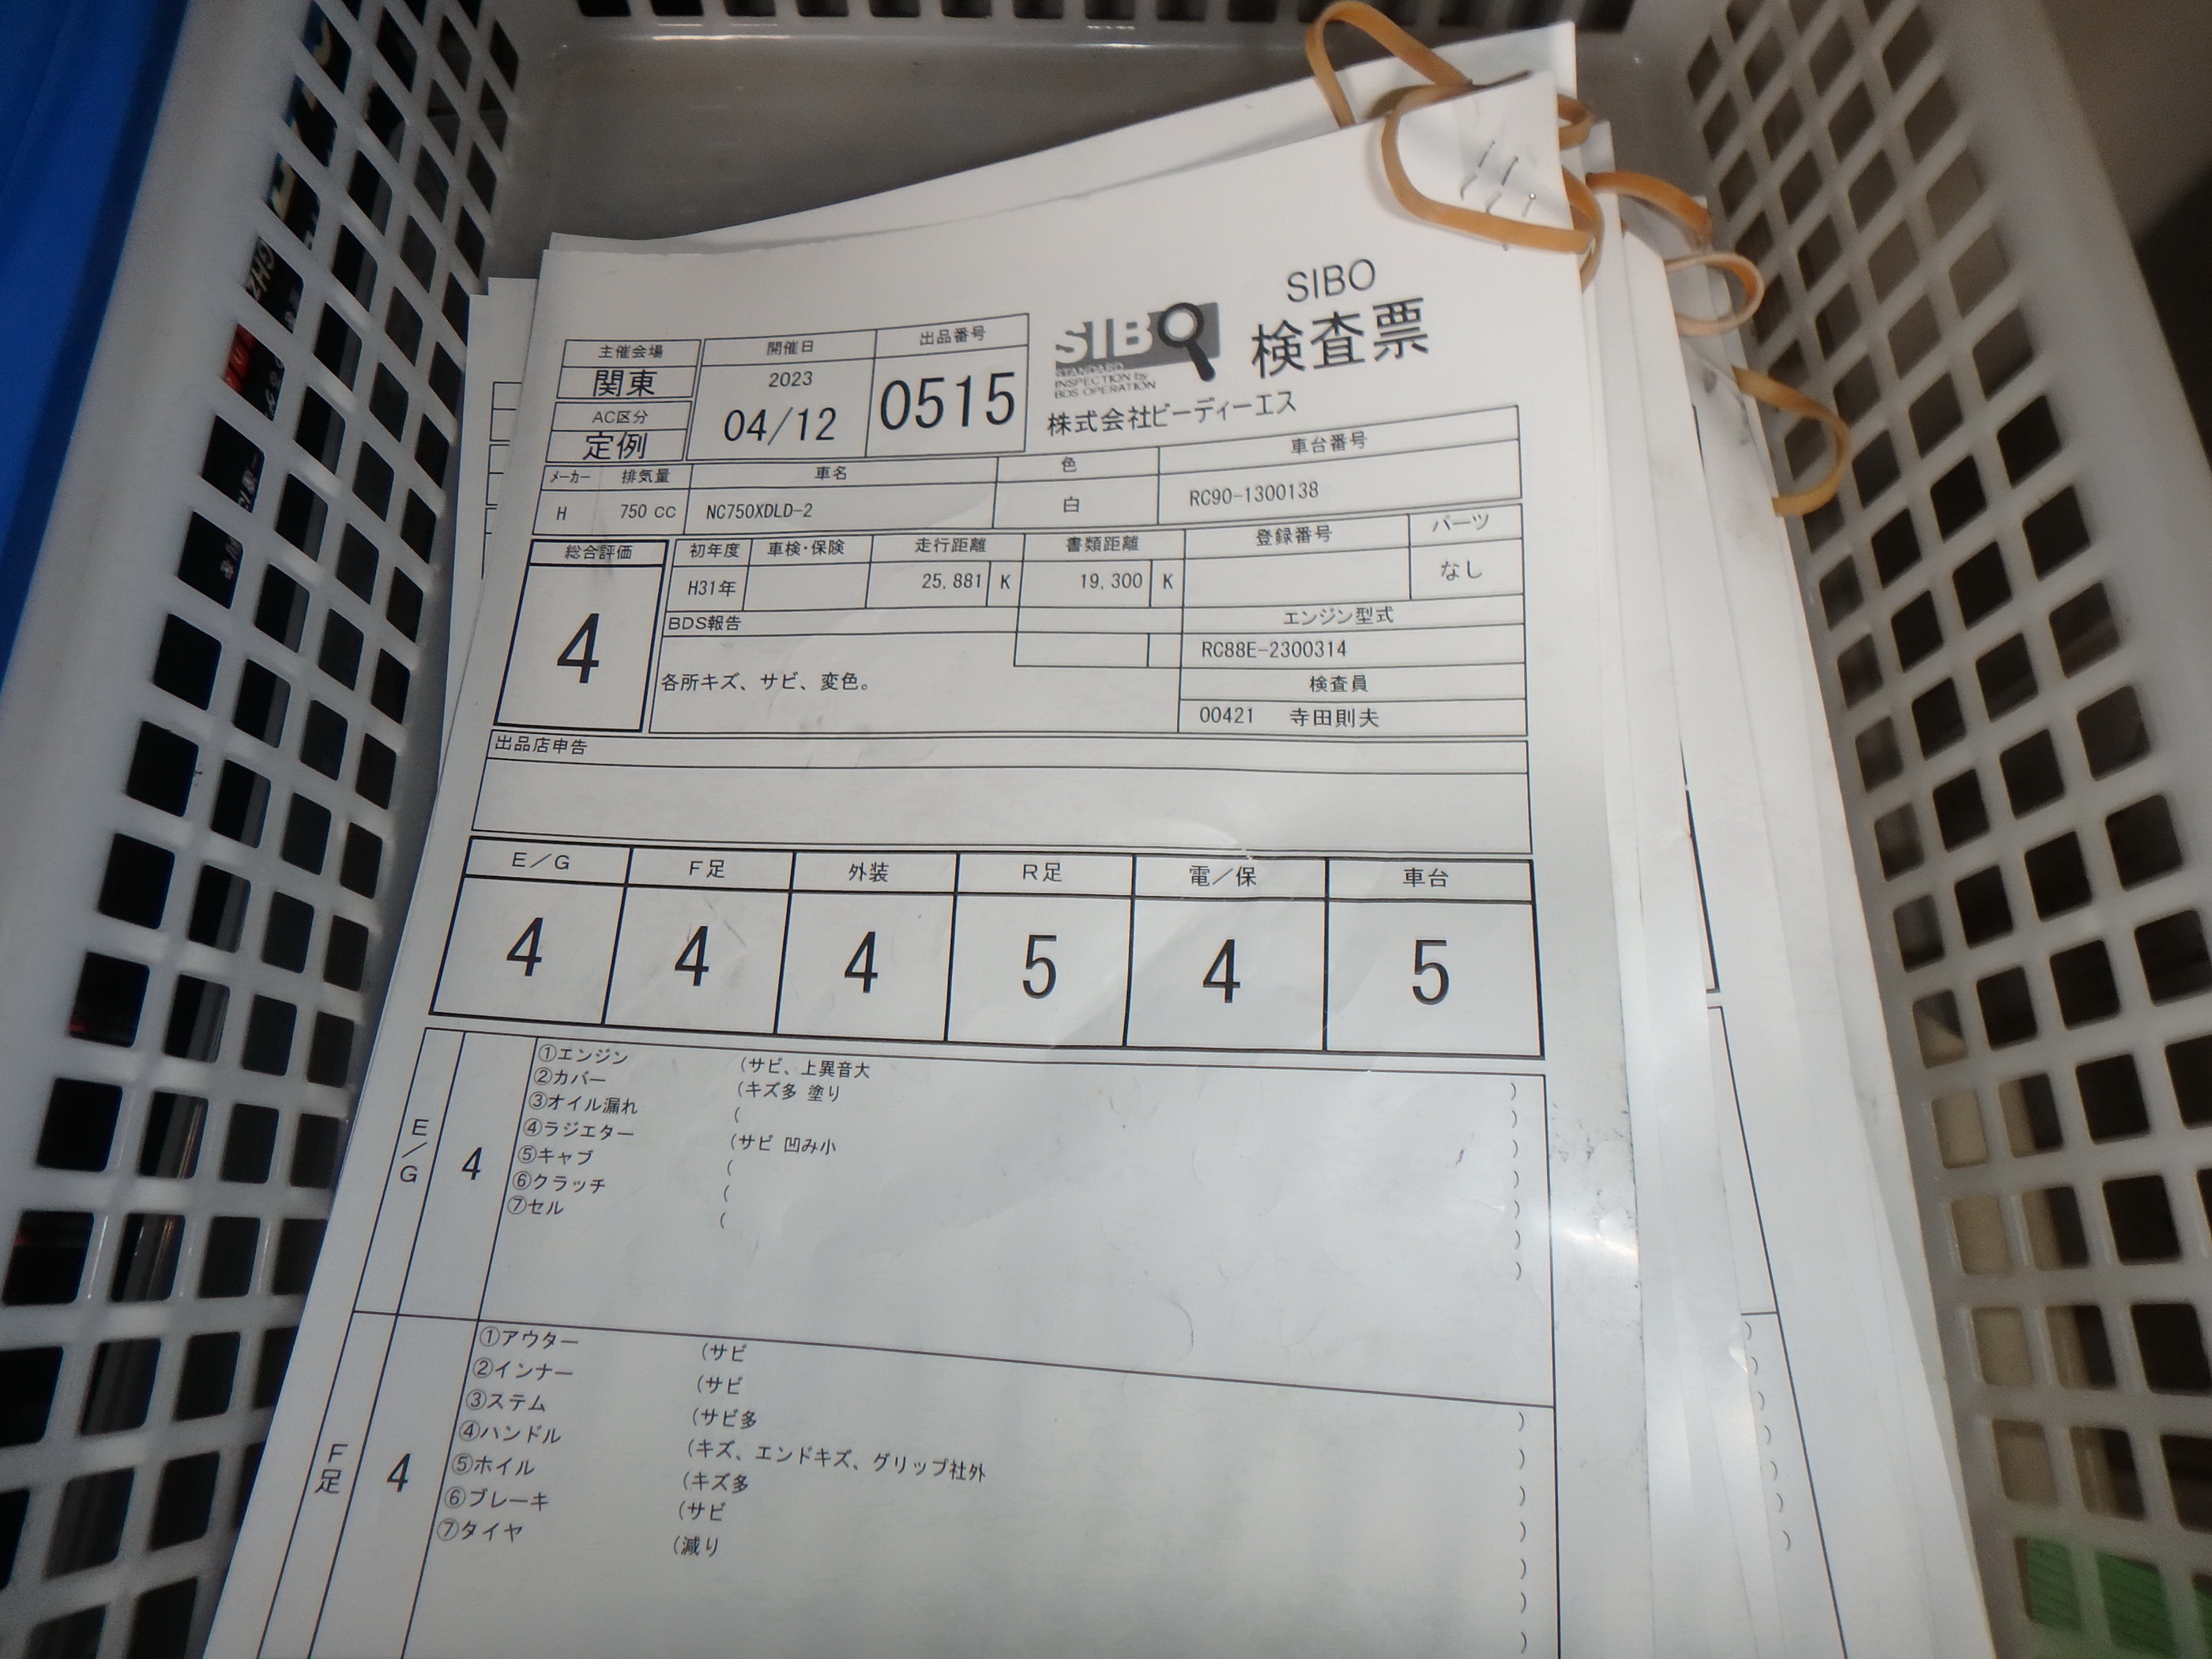 SIBO
検査票
SIBO
STANDARD
INSPECTION by
BDS OPERATION
株式会社ビーディーエス
主催会場 開催日 出品番号
関東 2023 04/12 0515
AC区分
定例
メーカー 排気量 車名 色 車台番号
H 750 CC NC750XDLD-2 白 RC90-1300138
総合評価 初年度 車検・保険 走行距離 書類距離 登録番号 パーツ
4 H31年 25,881 K 19,300 K なし
BDS報告 エンジン型式
RC88E-2300314
各所キズ、サビ、変色。 検査員
00421 寺田則夫
出品店申告
E/G F足 外装 R足 電/保 車台
4 4 4 5 4 5
E/G 4
①エンジン (サビ、上異音大 )
②カバー (キズ多 塗り )
③オイル漏れ ( )
④ラジエター (サビ 凹み小 )
⑤キャブ ( )
⑥クラッチ ( )
⑦セル ( )
F足 4
①アウター (サビ )
②インナー (サビ )
③ステム (サビ多 )
④ハンドル (キズ、エンドキズ、グリップ社外 )
⑤ホイル (キズ多 )
⑥ブレーキ (サビ )
⑦タイヤ (減り )